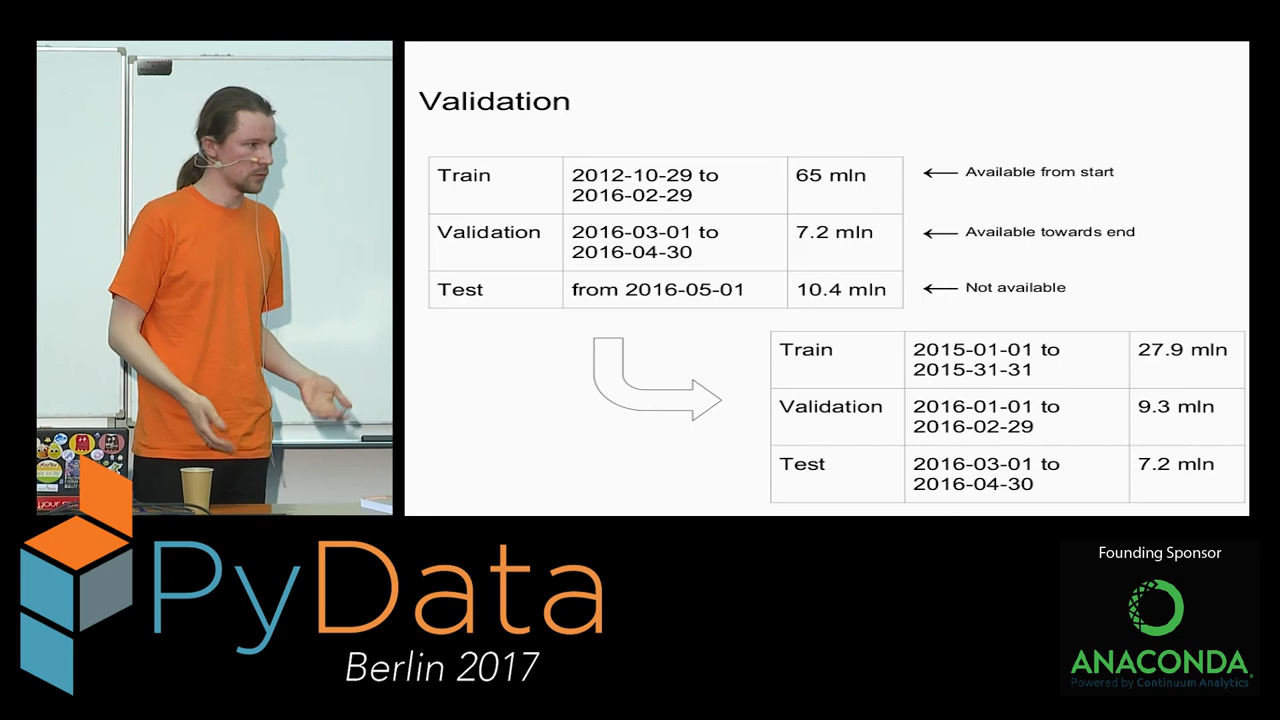 Validation
Train 2012-10-29 to 65 mln ← Available from start
2016-02-29
Validation 2016-03-01 to 7.2 mln ← Available towards end
2016-04-30
Test from 2016-05-01 10.4 mln ← Not available
Train 2015-01-01 to 27.9 mln
2015-31-31
Validation 2016-01-01 to 9.3 mln
2016-02-29
Test 2016-03-01 to 7.2 mln
2016-04-30
PyData
Berlin 2017
Founding Sponsor
ANACONDA
Powered by Continuum Analytics